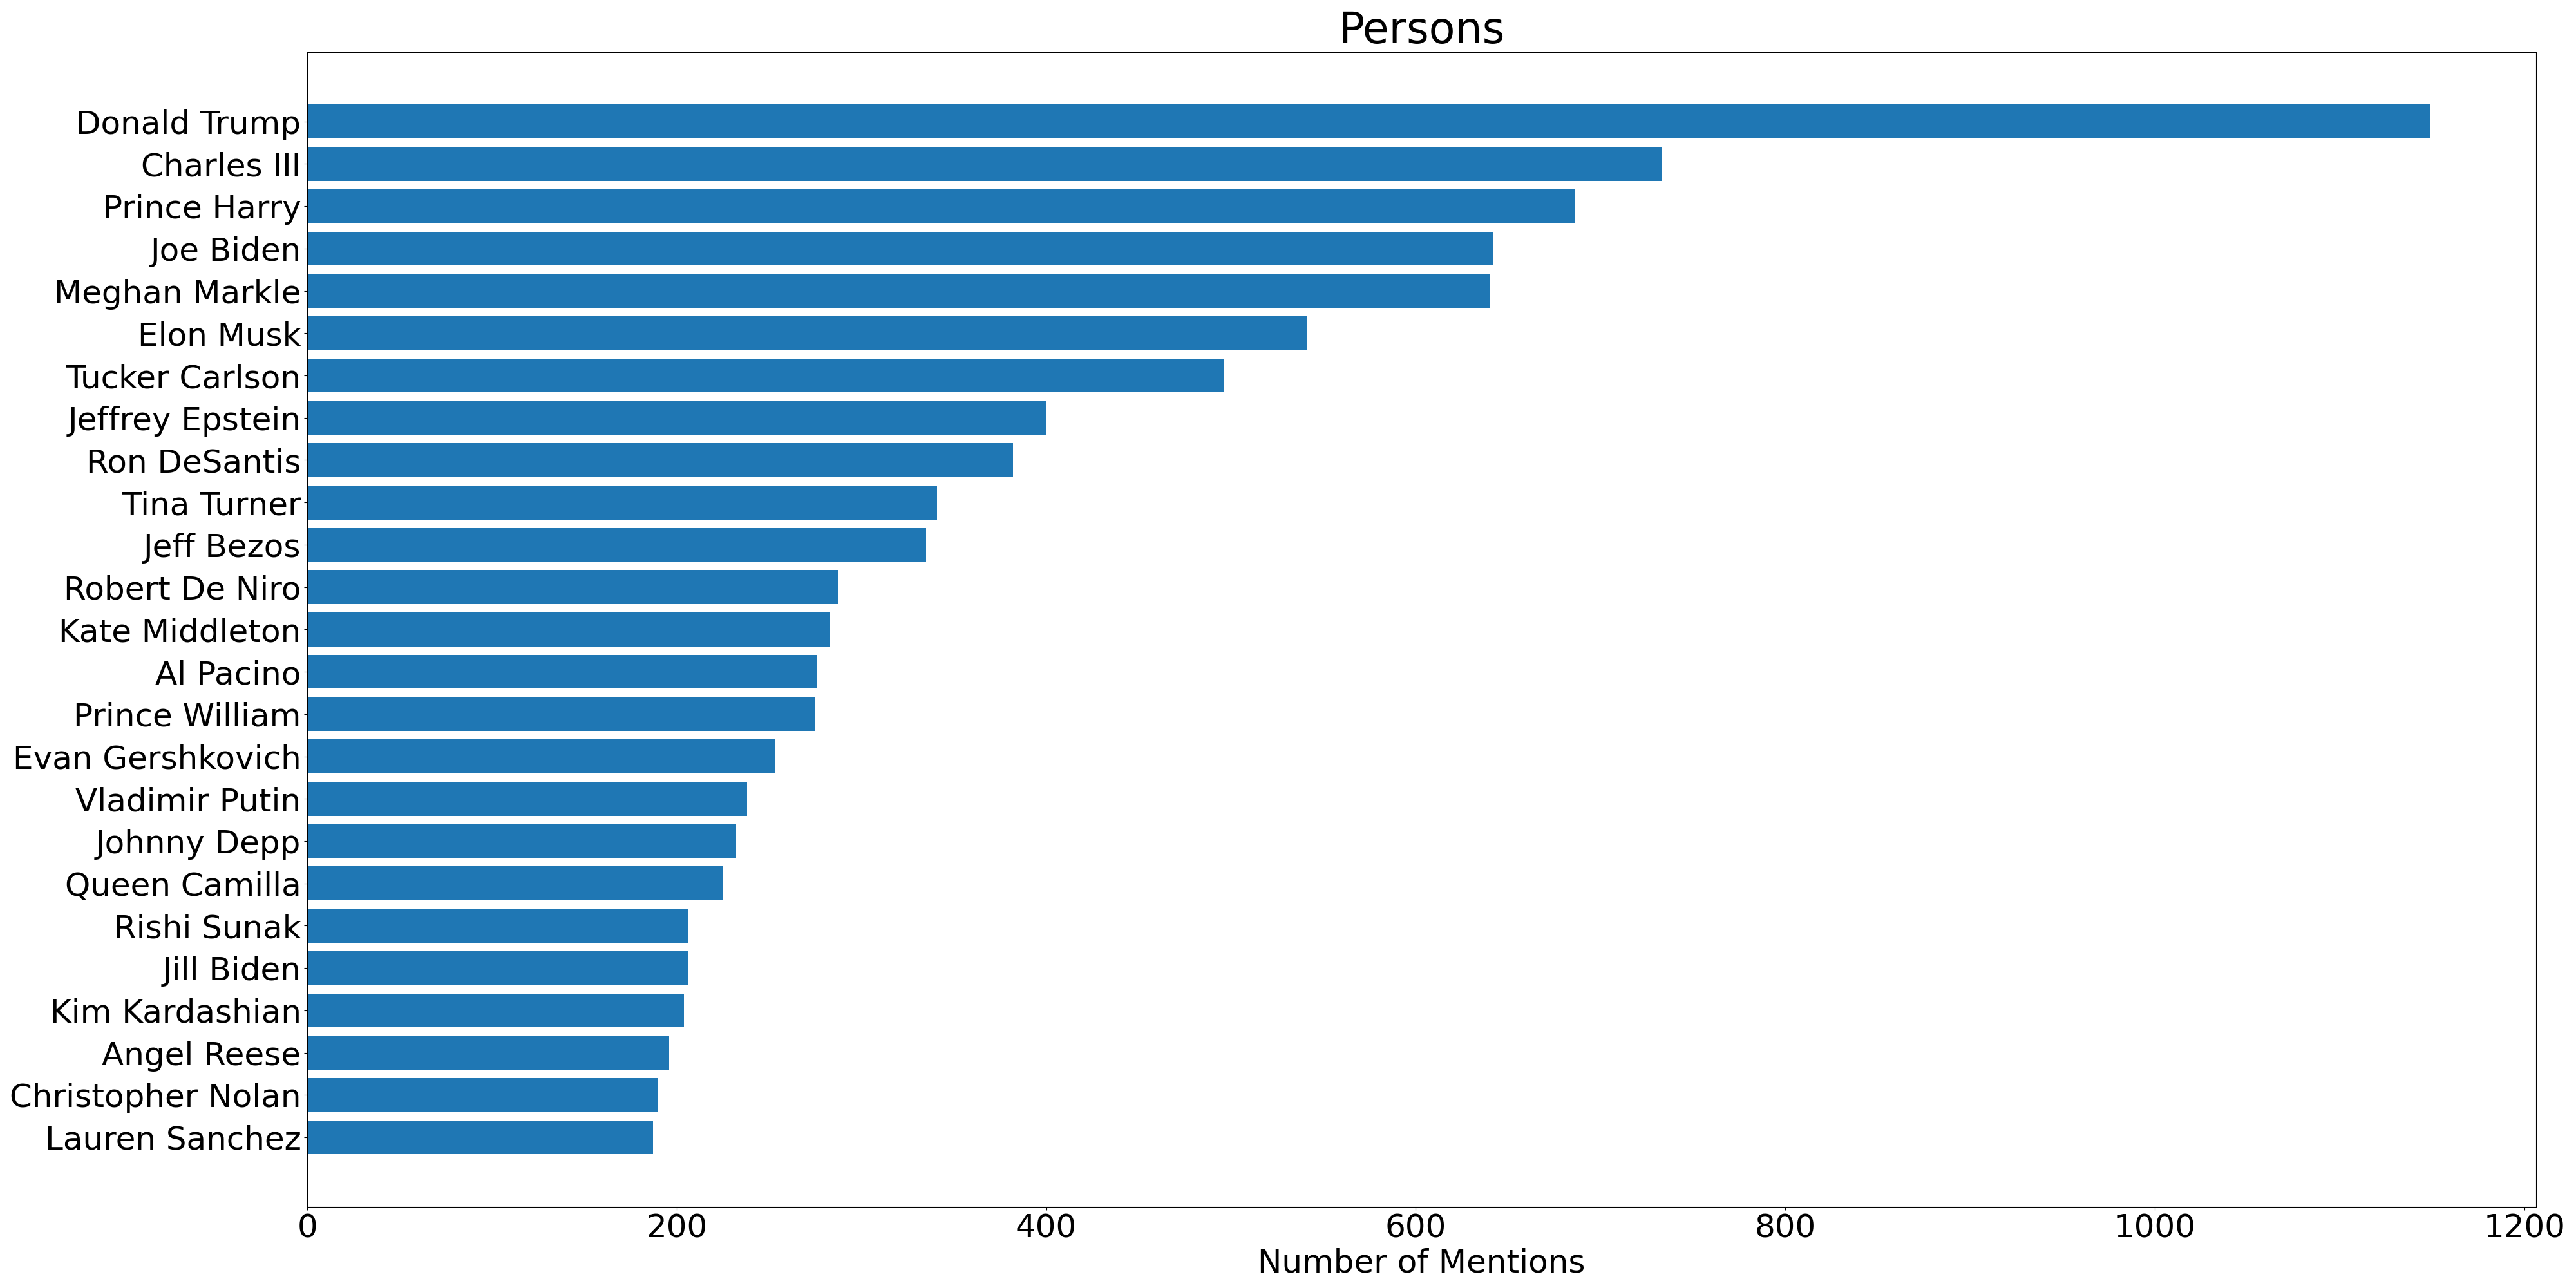 Persons
Donald Trump
Charles III
Prince Harry
Joe Biden
Meghan Markle
Elon Musk
Tucker Carlson
Jeffrey Epstein
Ron DeSantis
Tina Turner
Jeff Bezos
Robert De Niro
Kate Middleton
Al Pacino
Prince William
Evan Gershkovich
Vladimir Putin
Johnny Depp
Queen Camilla
Rishi Sunak
Jill Biden
Kim Kardashian
Angel Reese
Christopher Nolan
Lauren Sanchez
0 200 400 600 800 1000 1200
Number of Mentions